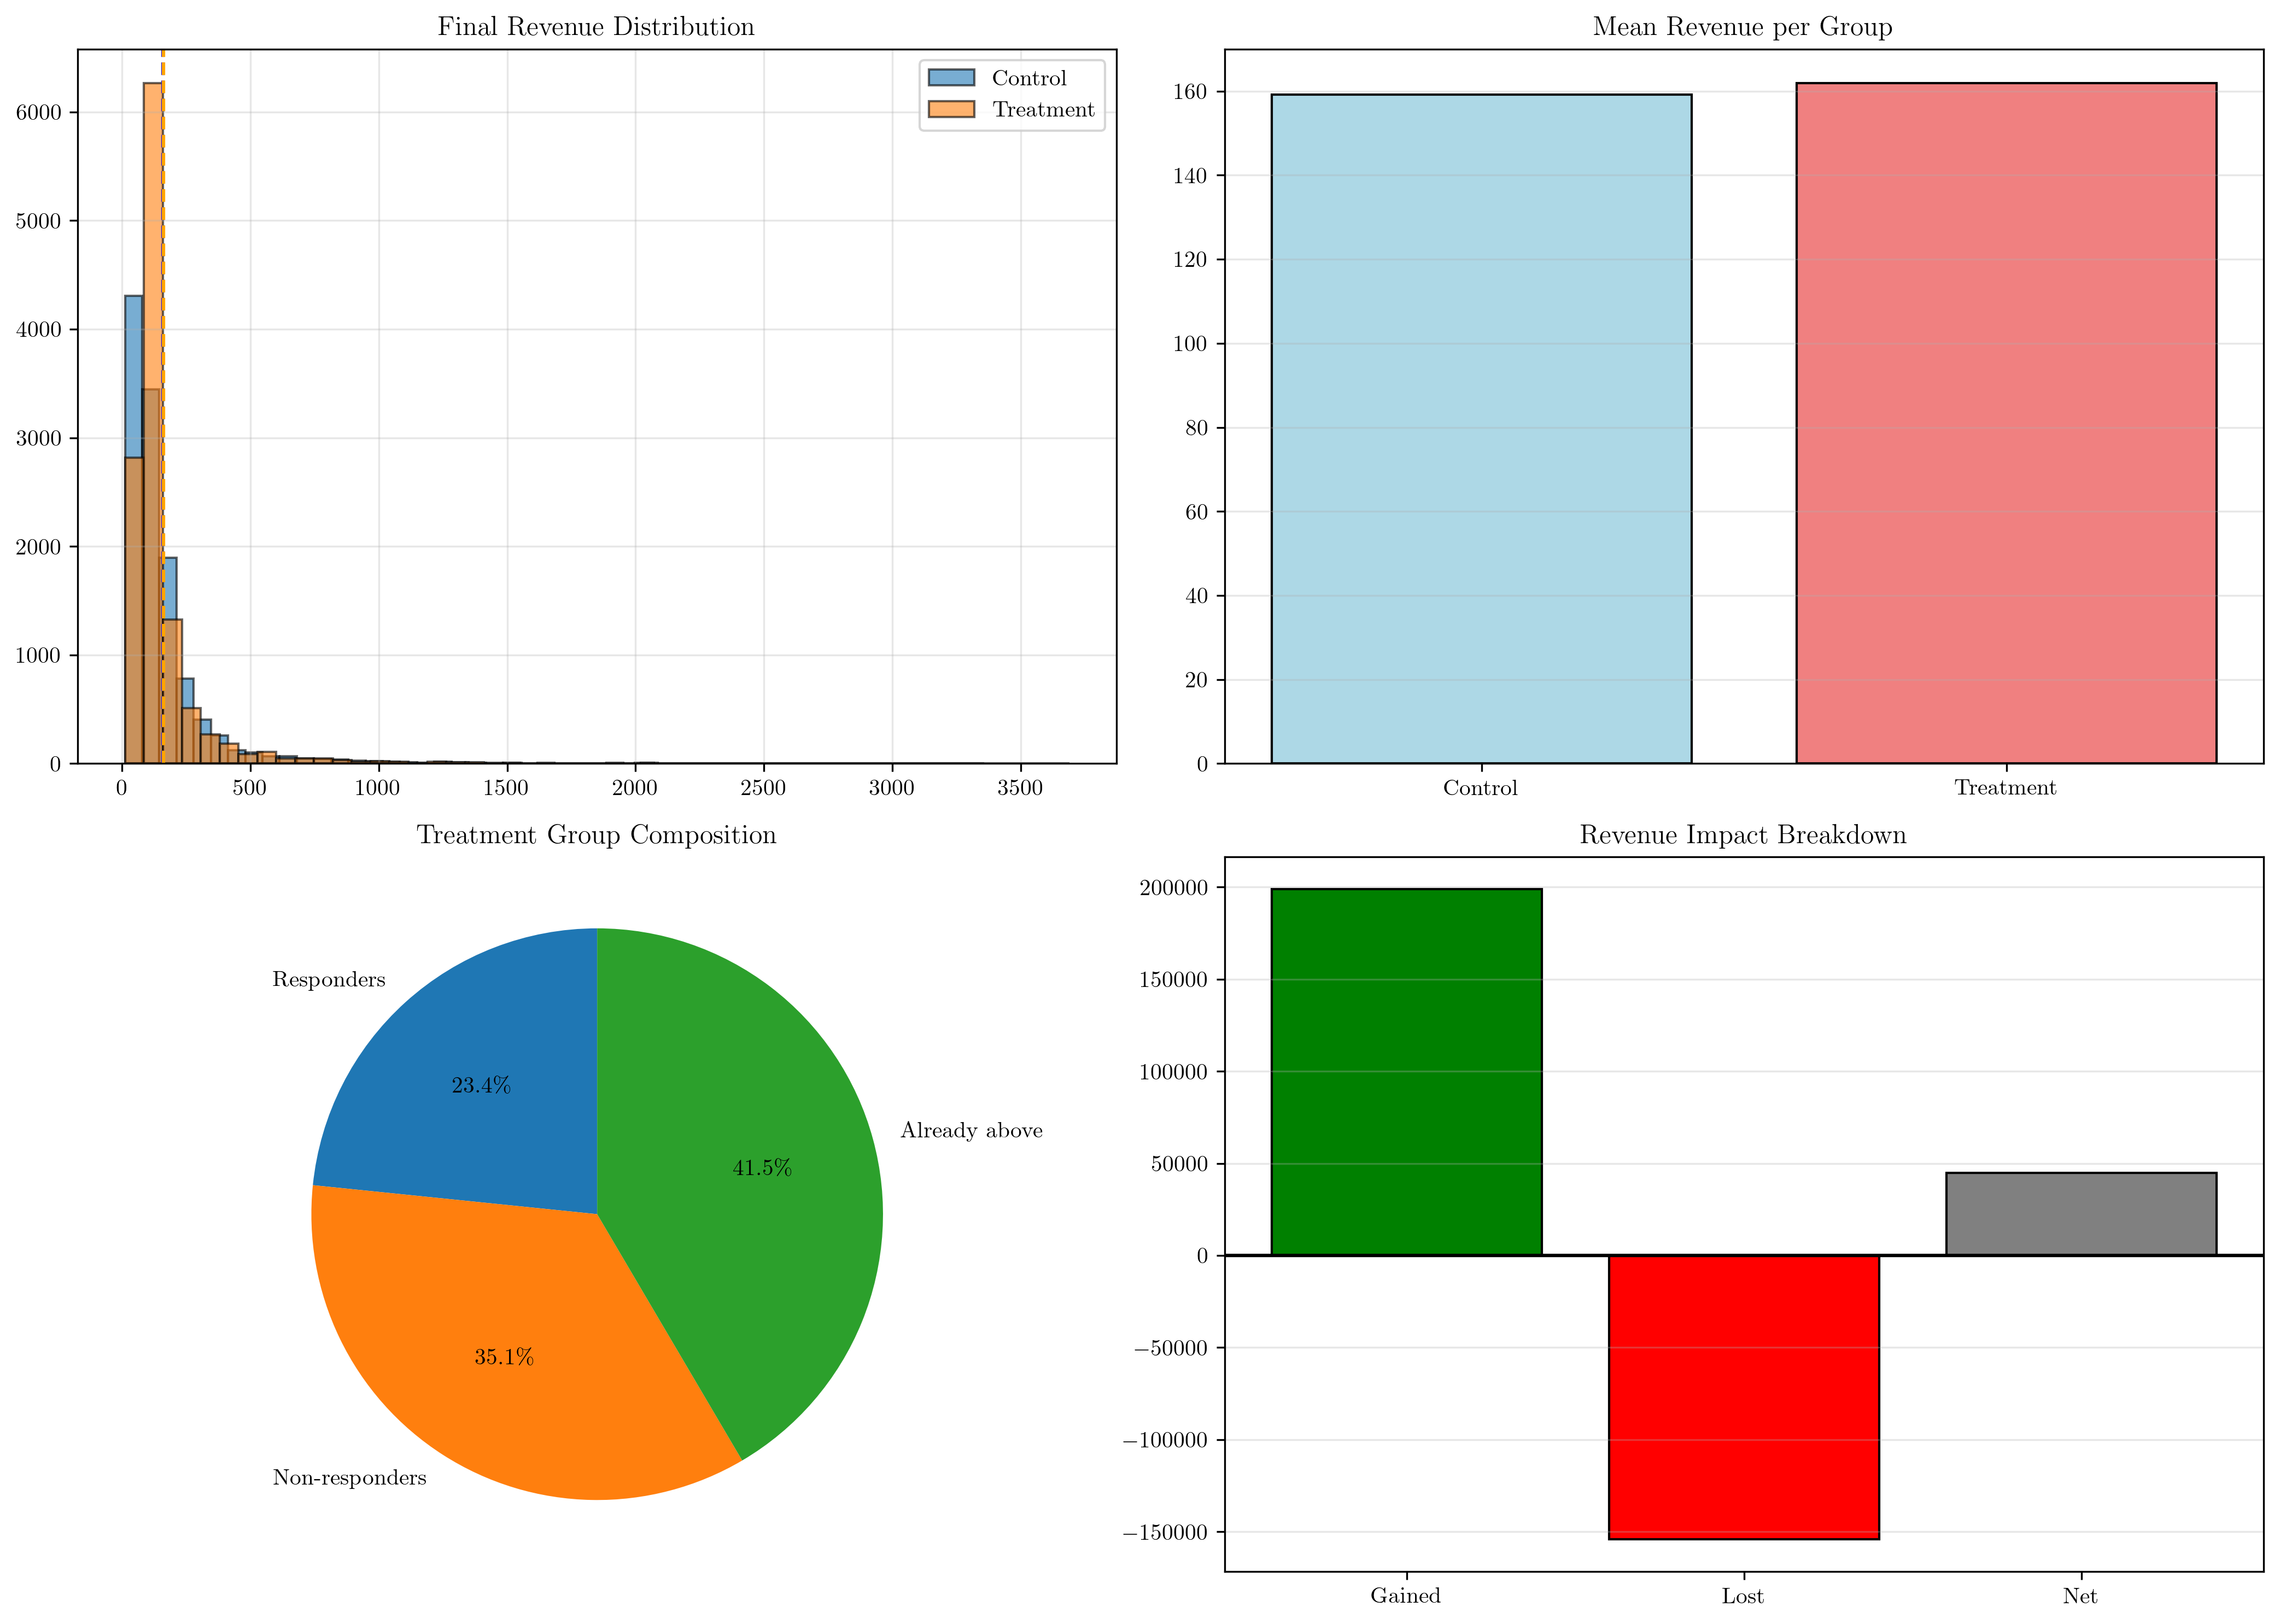 Final Revenue Distribution
6000
5000
4000
3000
2000
1000
0
0 500 1000 1500 2000 2500 3000 3500
Control
Treatment
Mean Revenue per Group
160
140
120
100
80
60
40
20
0
Control Treatment
Treatment Group Composition
Responders
23.4%
Already above
41.5%
35.1%
Non-responders
Revenue Impact Breakdown
200000
150000
100000
50000
0
−50000
−100000
−150000
Gained Lost Net